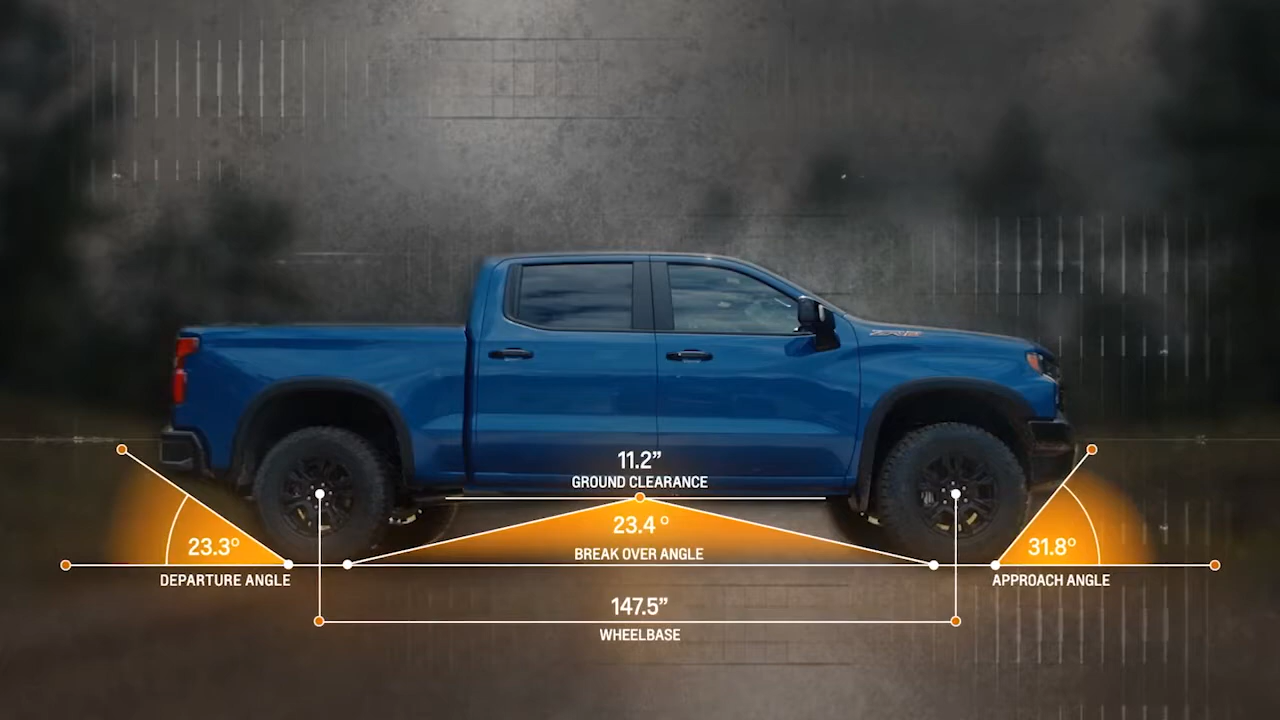 ZR2
11.2”
GROUND CLEARANCE
23.4°
BREAK OVER ANGLE
23.3°
DEPARTURE ANGLE
31.8°
APPROACH ANGLE
147.5”
WHEELBASE